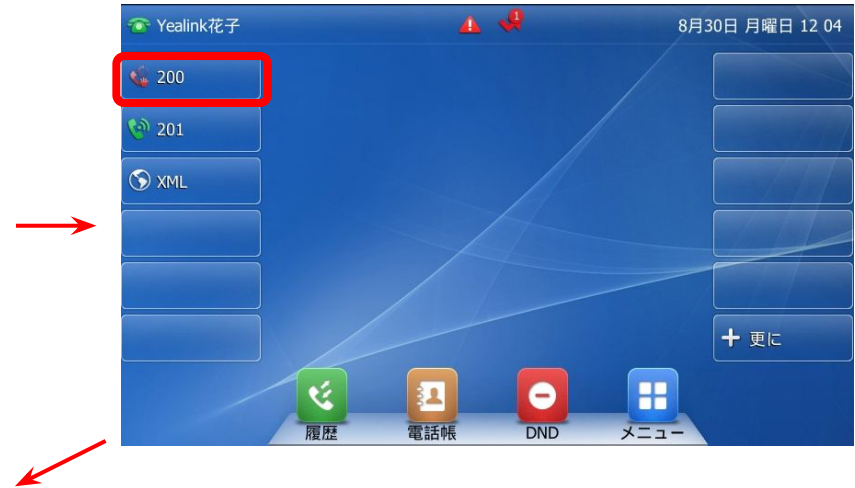 Yealink花子
1
8月30日 月曜日 12 04
200
201
XML
更に
履歴
電話帳
DND
メニュー